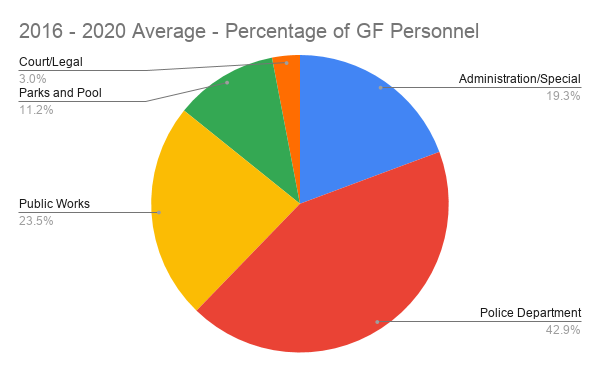 2016 - 2020 Average - Percentage of GF Personnel
Court/Legal
3.0%
Parks and Pool
11.2%
Public Works
23.5%
Administration/Special
19.3%
Police Department
42.9%